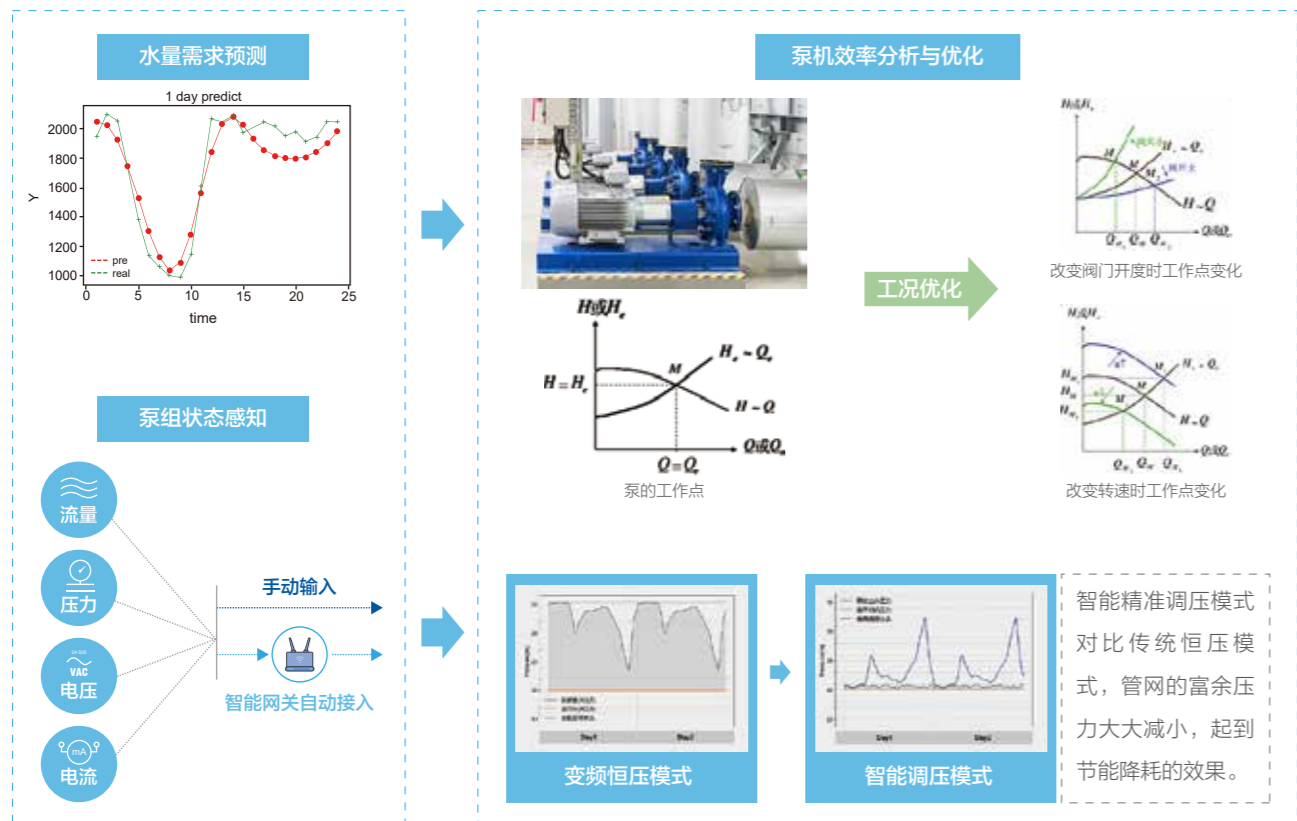 水量需求预测
1 day predict
2000
1800
1600
1400
1200
1000
Y
pre
real
0
5
10
15
20
25
time
泵组状态感知
流量
压力
VAC
电压
mA
电流
手动输入
智能网关自动接入
泵机效率分析与优化
H或Hₑ
Hₑ ~ Qₑ
M
H = Hₑ
H ~ Q
Q或Qₑ
Q = Qₑ
泵的工作点
工况优化
M
H ~ Q
改变阀门开度时工作点变化
M
H ~ Q
改变转速时工作点变化
Day1
Day2
变频恒压模式
Day1
Day2
智能调压模式
智能精准调压模式
对比传统恒压模
式，管网的富余压
力大大减小，起到
节能降耗的效果。